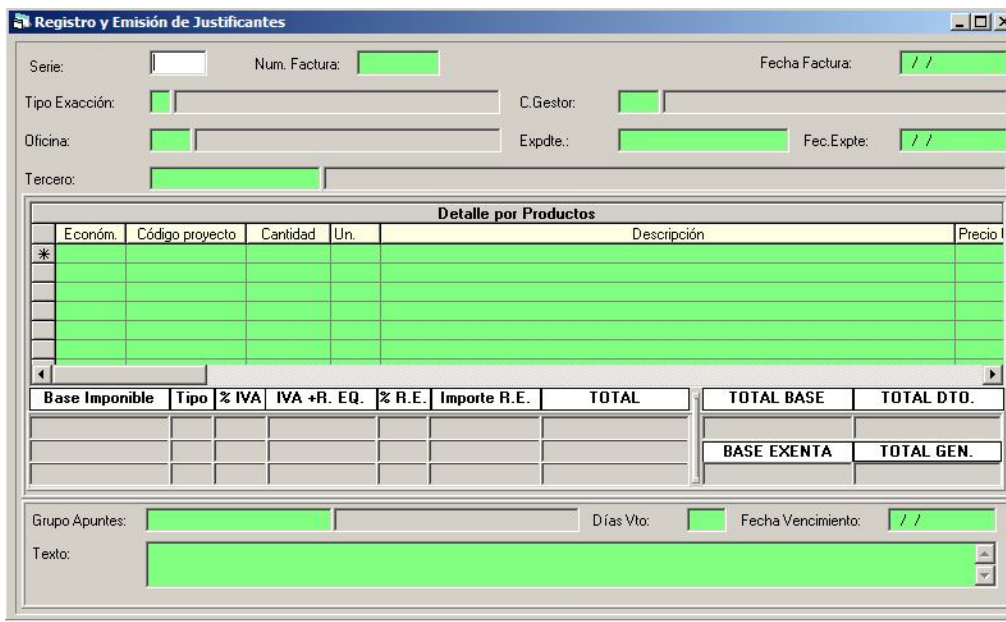 Registro y Emisión de Justificantes
Serie: Num. Factura: Fecha Factura: / /
Tipo Exacción: C.Gestor:
Oficina: Expdte.: Fec.Expte: / /
Tercero:
Detalle por Productos
Económ. Código proyecto Cantidad Un. Descripción Precio
Base Imponible Tipo % IVA IVA +R. EQ. % R.E. Importe R.E. TOTAL TOTAL BASE TOTAL DTO.
BASE EXENTA TOTAL GEN.
Grupo Apuntes: Días Vto: Fecha Vencimiento: / /
Texto: